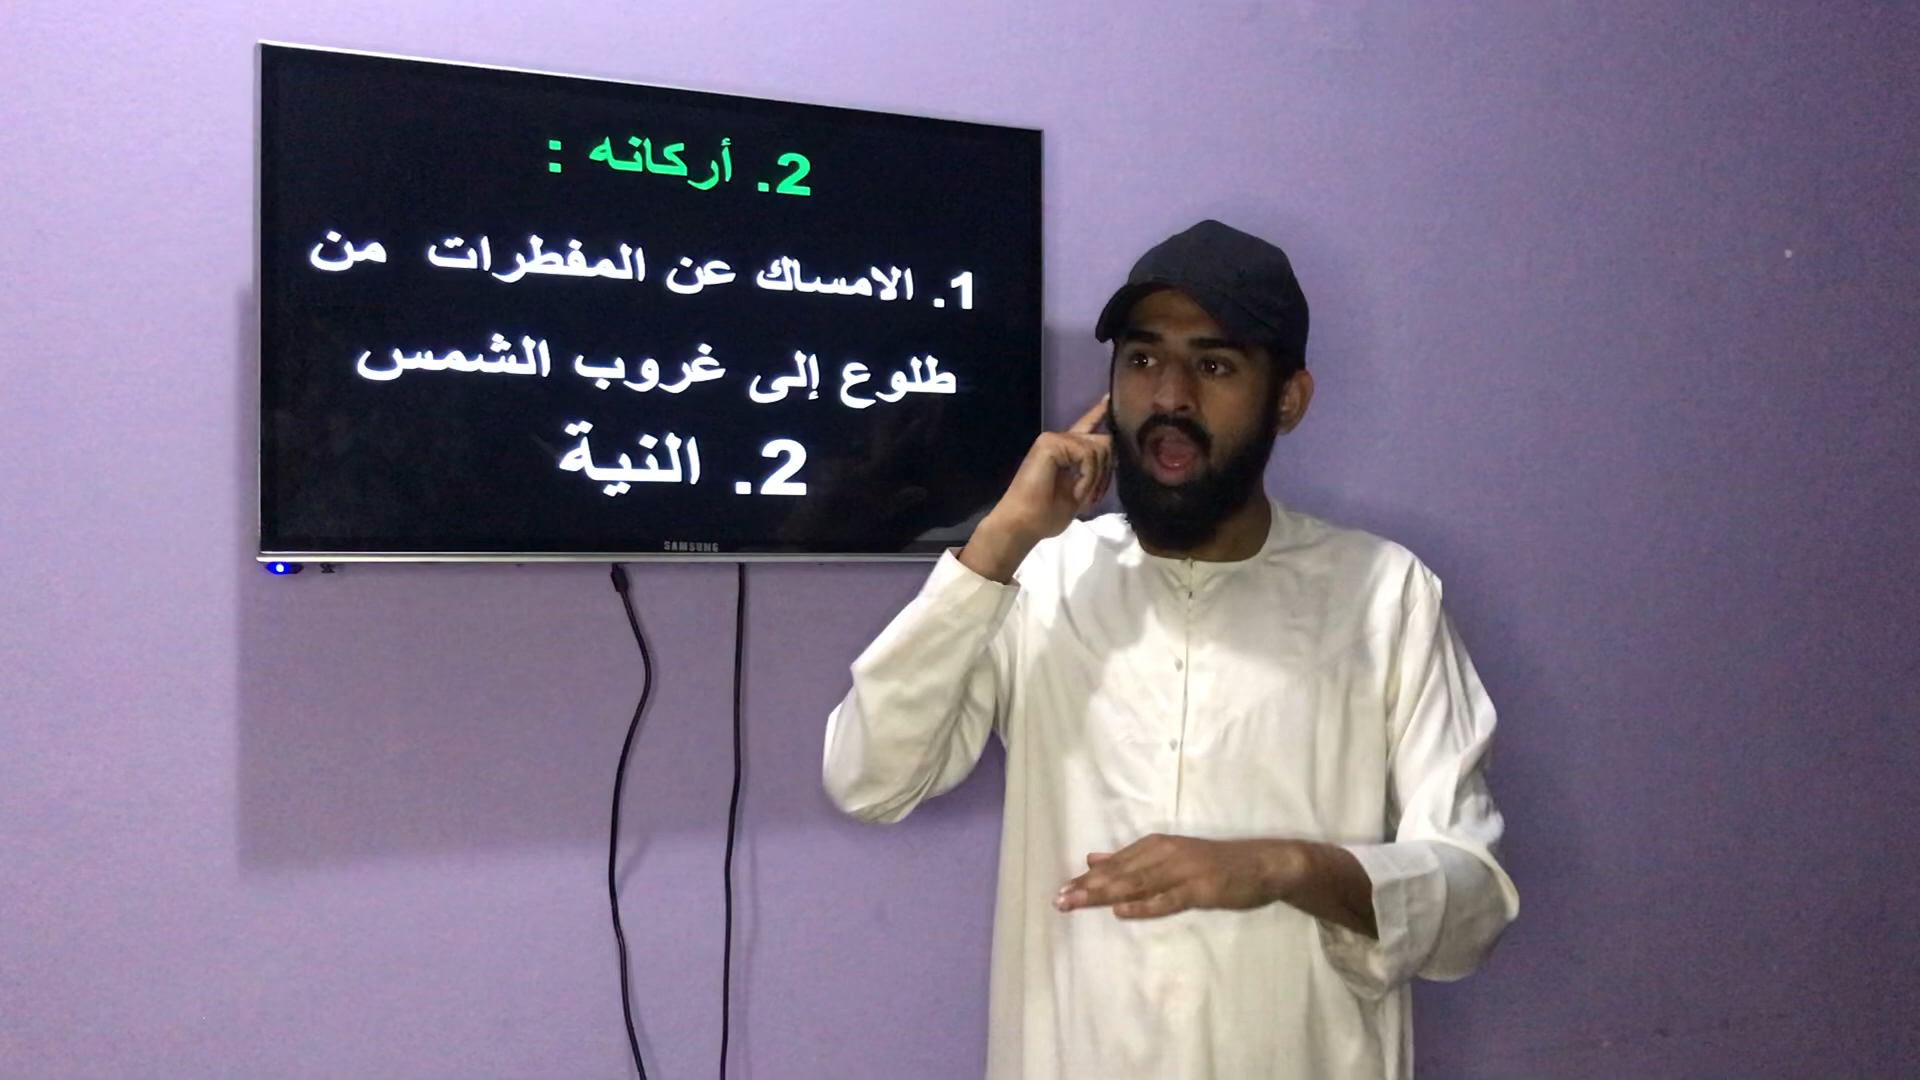 2. أركانه :
1. الامساك عن المفطرات من
طلوع إلى غروب الشمس
2. النية
SAMSUNG